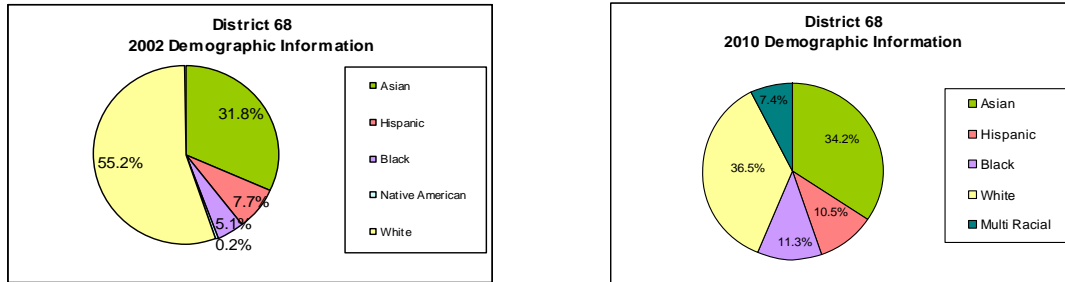 District 68
2002 Demographic Information
31.8%
7.7%
5.1%
0.2%
55.2%
Asian
Hispanic
Black
Native American
White
District 68
2010 Demographic Information
7.4%
34.2%
36.5%
10.5%
11.3%
Asian
Hispanic
Black
White
Multi Racial